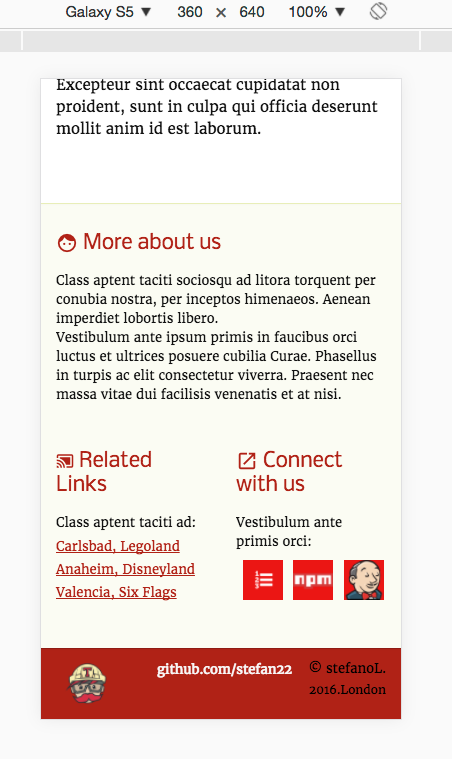 Galaxy S5 ▼ 360 × 640 100% ▼
Excepteur sint occaecat cupidatat non
proident, sunt in culpa qui officia deserunt
mollit anim id est laborum.
More about us
Class aptent taciti sociosqu ad litora torquent per
conubia nostra, per inceptos himenaeos. Aenean
imperdiet lobortis libero.
Vestibulum ante ipsum primis in faucibus orci
luctus et ultrices posuere cubilia Curae. Phasellus
in turpis ac elit consectetur viverra. Praesent nec
massa vitae dui facilisis venenatis et at nisi.
Related
Links
Class aptent taciti ad:
Carlsbad, Legoland
Anaheim, Disneyland
Valencia, Six Flags
Connect
with us
Vestibulum ante
primis orci:
npm
github.com/stefan22
© stefanoL.
2016.London